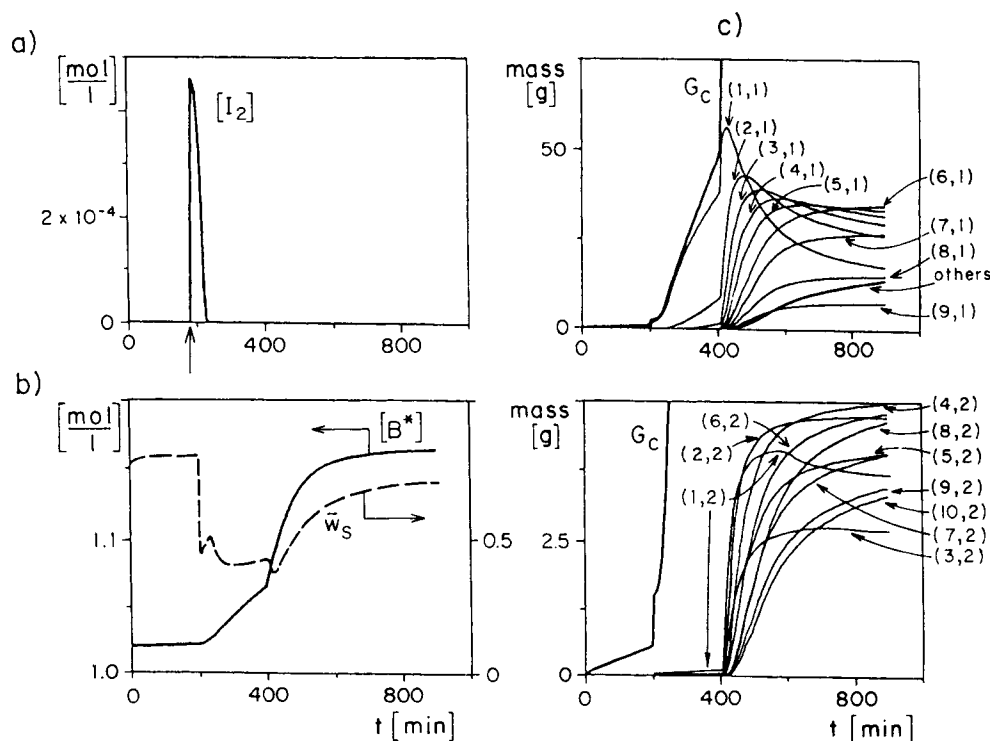 a)
[mol/l]
[I₂]
2 × 10⁻⁴
0
0 400 800
b)
[mol/l]
[B*]
w̄s
1.1
1.0
0.5
0
0 400 800
t [min]
c)
mass [g]
Gc
(1,1)
(2,1)
(3,1)
(4,1)
(5,1)
(6,1)
(7,1)
(8,1)
others
(9,1)
50
0
0 400 800
mass [g]
Gc
(6,2)
(2,2)
(1,2)
(4,2)
(8,2)
(5,2)
(9,2)
(10,2)
(7,2)
(3,2)
2.5
0
0 400 800
t [min]